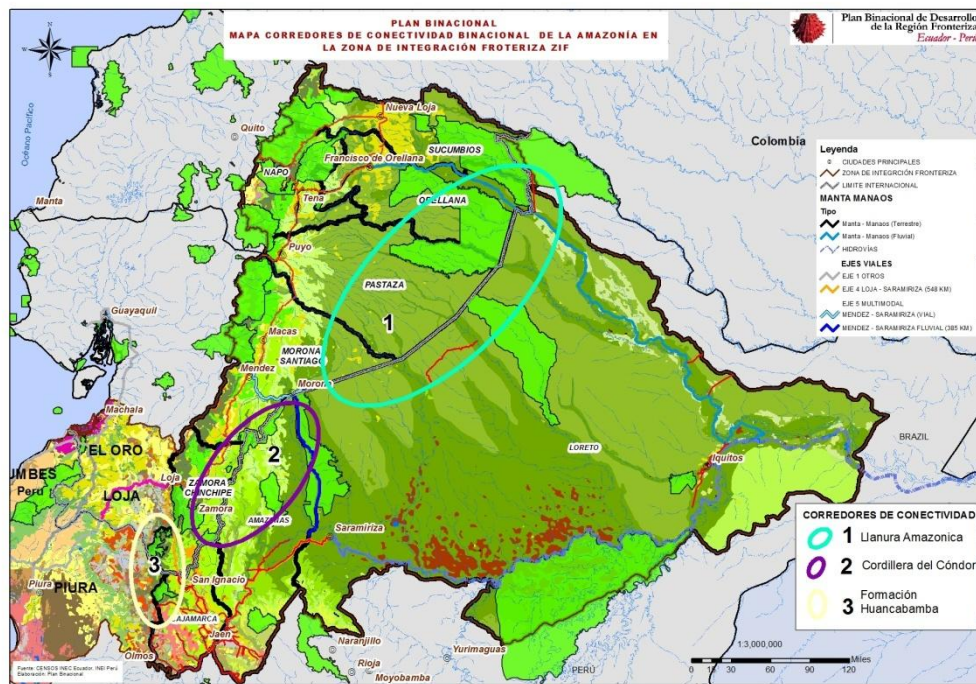 PLAN BINACIONAL
MAPA CORREDORES DE CONECTIVIDAD BINACIONAL DE LA AMAZONÍA EN
LA ZONA DE INTEGRACIÓN FROTERIZA ZIF
Plan Binacional de Desarrollo
de la Región Fronteriza
Ecuador - Perú
N
Océano Pacífico
Colombia
Nueva Loja
Quito
SUCUMBIOS
Francisco de Orellana
NAPO
Tena
ORELLANA
Manta
Puyo
PASTAZA
1
Guayaquil
Macas
MORONA
SANTIAGO
Mendez
Morona
Machala
EL ORO
2
LORETO
BRAZIL
Iquitos
UMBES
Perú
LOJA
Loja
ZAMORA
CHINCHIPE
Zamora
AMAZONAS
Saramiriza
3
Piura
PIURA
San Ignacio
CAJAMARCA
Jaén
Olmos
Naranjillo
Rioja
Moyobamba
Yurimaguas
PERÚ
Leyenda
CIUDADES PRINCIPALES
ZONA DE INTEGRCIÓN FRONTERIZA
LIMITE INTERNACIONAL
MANTA MANAOS
Tipo
Manta - Manaos (Terrestre)
Manta - Manaos (Fluvial)
HIDROVÍAS
EJES VIALES
EJE 1 OTROS
EJE 4 LOJA - SARAMIRIZA (548 KM)
EJE 5 MULTIMODAL
MENDEZ - SARAMIRIZA (VIAL)
MENDEZ - SARAMIRIZA FLUVIAL (385 KM)
CORREDORES DE CONECTIVIDAD
1 Llanura Amazonica
2 Cordillera del Cóndor
3 Formación
Huancabamba
1:3,000,000
0 15 30 60 90 120
Miles
Fuente: CENSOS INEC Ecuador, INEI Perú
Elaboración: Plan Binacional